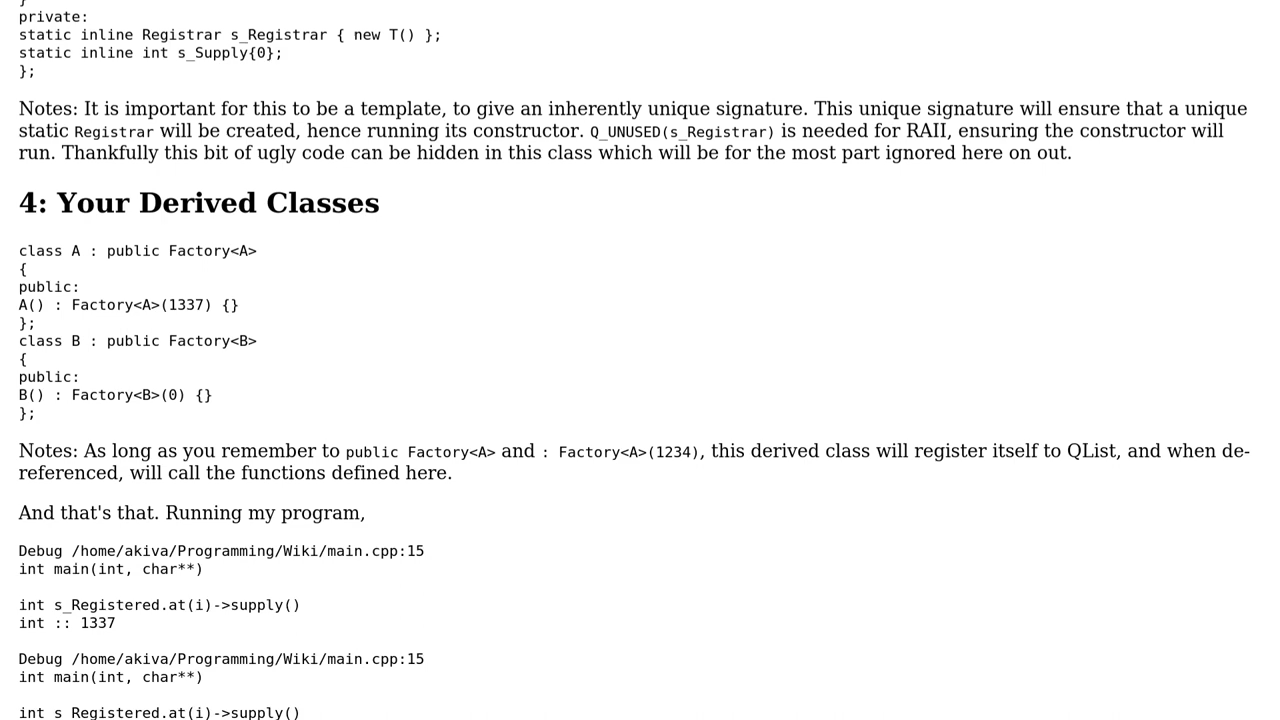 }
private:
static inline Registrar s_Registrar { new T() };
static inline int s_Supply{0};
};
Notes: It is important for this to be a template, to give an inherently unique signature. This unique signature will ensure that a unique
static Registrar will be created, hence running its constructor. Q_UNUSED(s_Registrar) is needed for RAII, ensuring the constructor will
run. Thankfully this bit of ugly code can be hidden in this class which will be for the most part ignored here on out.
4: Your Derived Classes
class A : public Factory<A>
{
public:
A() : Factory<A>(1337) {}
};
class B : public Factory<B>
{
public:
B() : Factory<B>(0) {}
};
Notes: As long as you remember to public Factory<A> and : Factory<A>(1234), this derived class will register itself to QList, and when de-
referenced, will call the functions defined here.
And that's that. Running my program,
Debug /home/akiva/Programming/Wiki/main.cpp:15
int main(int, char**)
int s_Registered.at(i)->supply()
int :: 1337
Debug /home/akiva/Programming/Wiki/main.cpp:15
int main(int, char**)
int s_Registered.at(i)->supply()